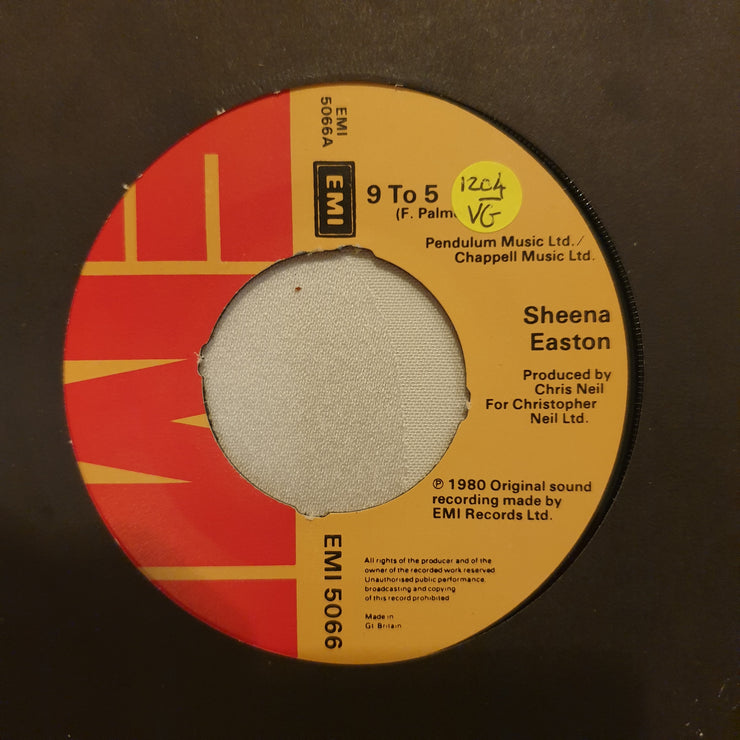 EMI
5066A
EMI
9 To 5
(F. Palm
12C4
VG
Pendulum Music Ltd./
Chappell Music Ltd.
Sheena
Easton
Produced by
Chris Neil
For Christopher
Neil Ltd.
℗ 1980 Original sound
recording made by
EMI Records Ltd.
EMI 5066
All rights of the producer and of the
owner of the recorded work reserved
Unauthorised public performance,
broadcasting and copying
of this record prohibited
Made in
Gt Britain
EMI